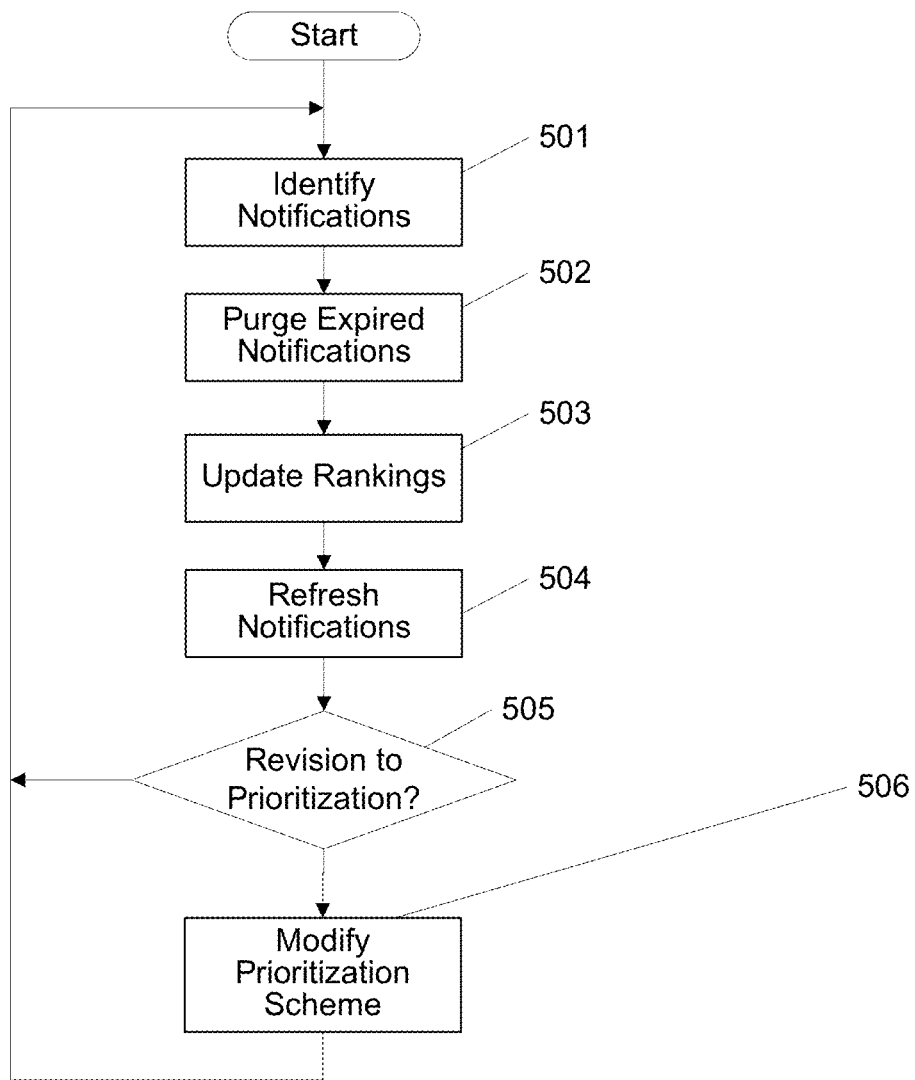 Start
501
Identify
Notifications
502
Purge Expired
Notifications
503
Update Rankings
504
Refresh
Notifications
505
Revision to
Prioritization?
506
Modify
Prioritization
Scheme